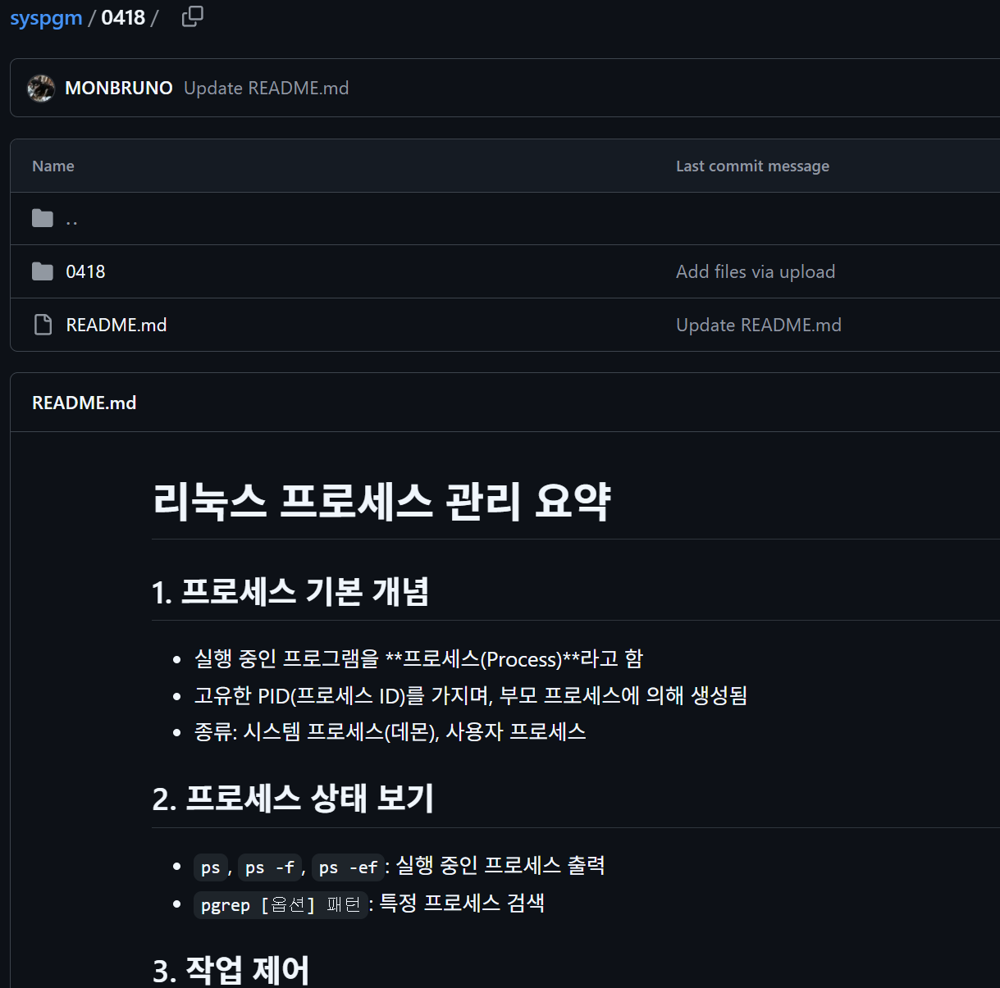 syspgm / 0418 /
MONBRUNO Update README.md
Name Last commit message
..
0418 Add files via upload
README.md Update README.md
README.md
리눅스 프로세스 관리 요약
1. 프로세스 기본 개념
• 실행 중인 프로그램을 **프로세스(Process)**라고 함
• 고유한 PID(프로세스 ID)를 가지며, 부모 프로세스에 의해 생성됨
• 종류: 시스템 프로세스(데몬), 사용자 프로세스
2. 프로세스 상태 보기
• ps, ps -f, ps -ef: 실행 중인 프로세스 출력
• pgrep [옵션] 패턴: 특정 프로세스 검색
3. 작업 제어